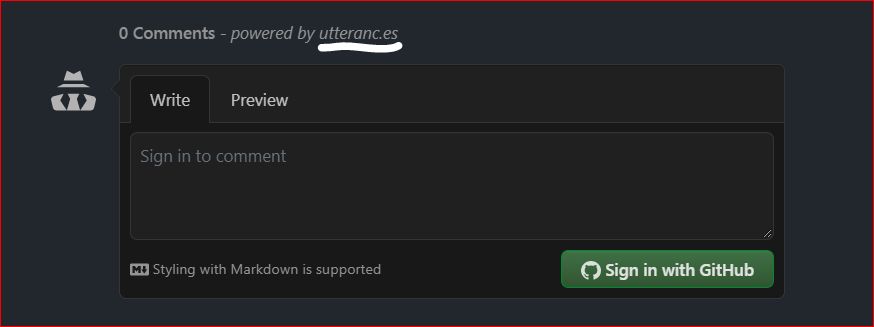 0 Comments - powered by utteranc.es
Write Preview
Sign in to comment
Styling with Markdown is supported
Sign in with GitHub